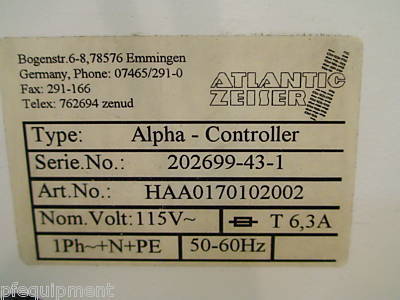 Bogenstr.6-8,78576 Emmingen
Germany, Phone: 07465/291-0
Fax: 291-166
Telex: 762694 zenud
ATLANTIC
ZEISER
Type: Alpha - Controller
Serie.No.: 202699-43-1
Art.No.: HAA0170102002
Nom.Volt: 115V~ T 6,3A
1Ph~+N+PE 50-60Hz
© pfequipment